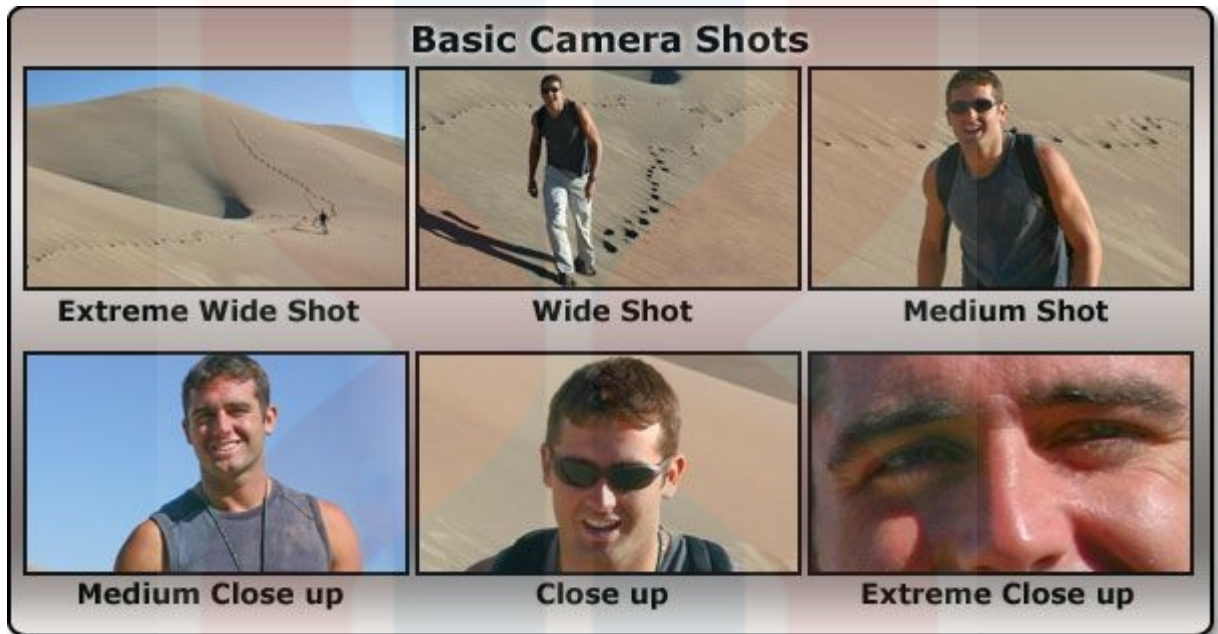 Basic Camera Shots
Extreme Wide Shot
Wide Shot
Medium Shot
Medium Close up
Close up
Extreme Close up